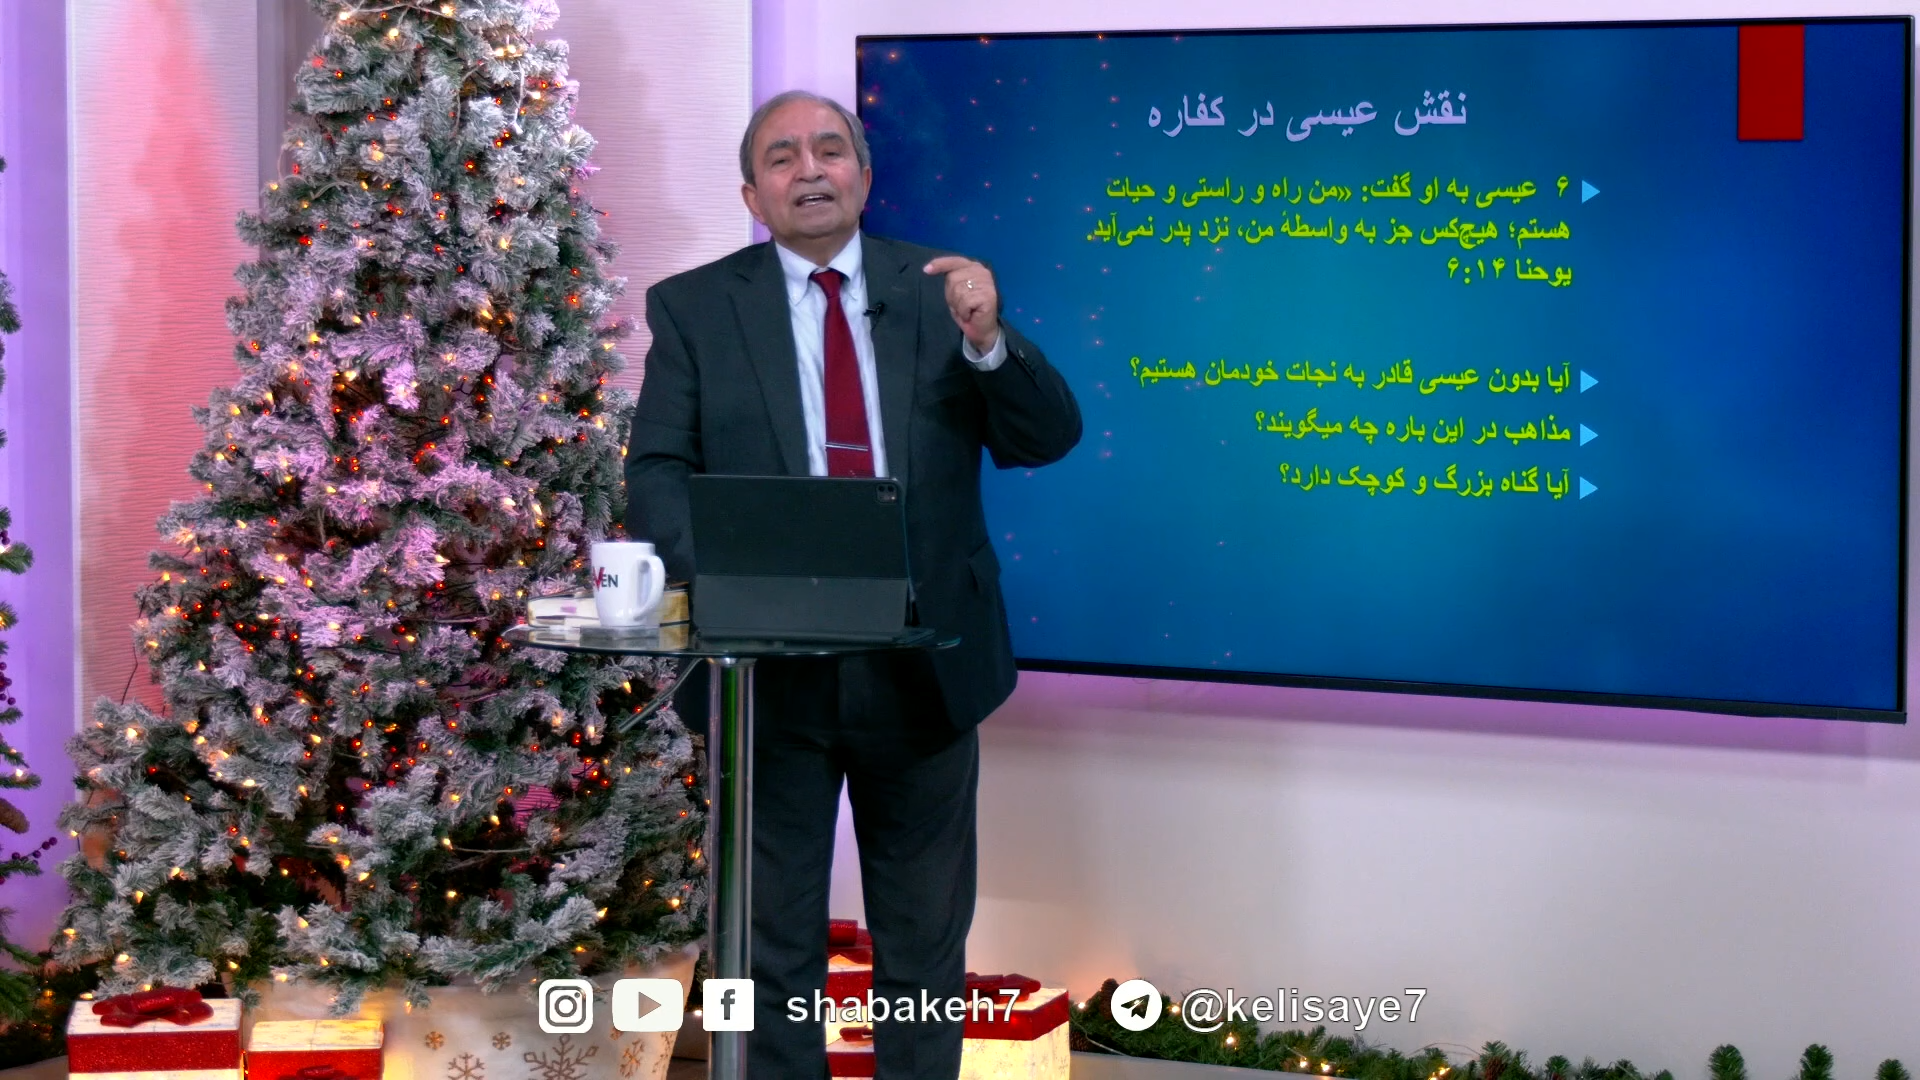 نقش عیسی در کفاره
۶ عیسی به او گفت: «من راه و راستی و حیات
هستم؛ هیچ‌کس جز به واسطهٔ من، نزد پدر نمی‌آید.
یوحنا ۶:۱۴
آیا بدون عیسی قادر به نجات خودمان هستیم؟
مذاهب در این باره چه میگویند؟
آیا گناه بزرگ و کوچک دارد؟
VEN
shabakeh7 @kelisaye7